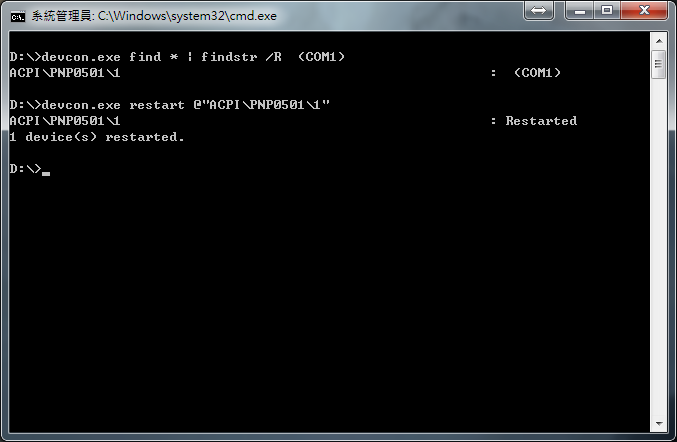 系統管理員: C:\Windows\system32\cmd.exe
D:\>devcon.exe find * | findstr /R  (COM1)
ACPI\PNP0501\1                                              :  (COM1)
D:\>devcon.exe restart @"ACPI\PNP0501\1"
ACPI\PNP0501\1                                              : Restarted
1 device(s) restarted.
D:\>